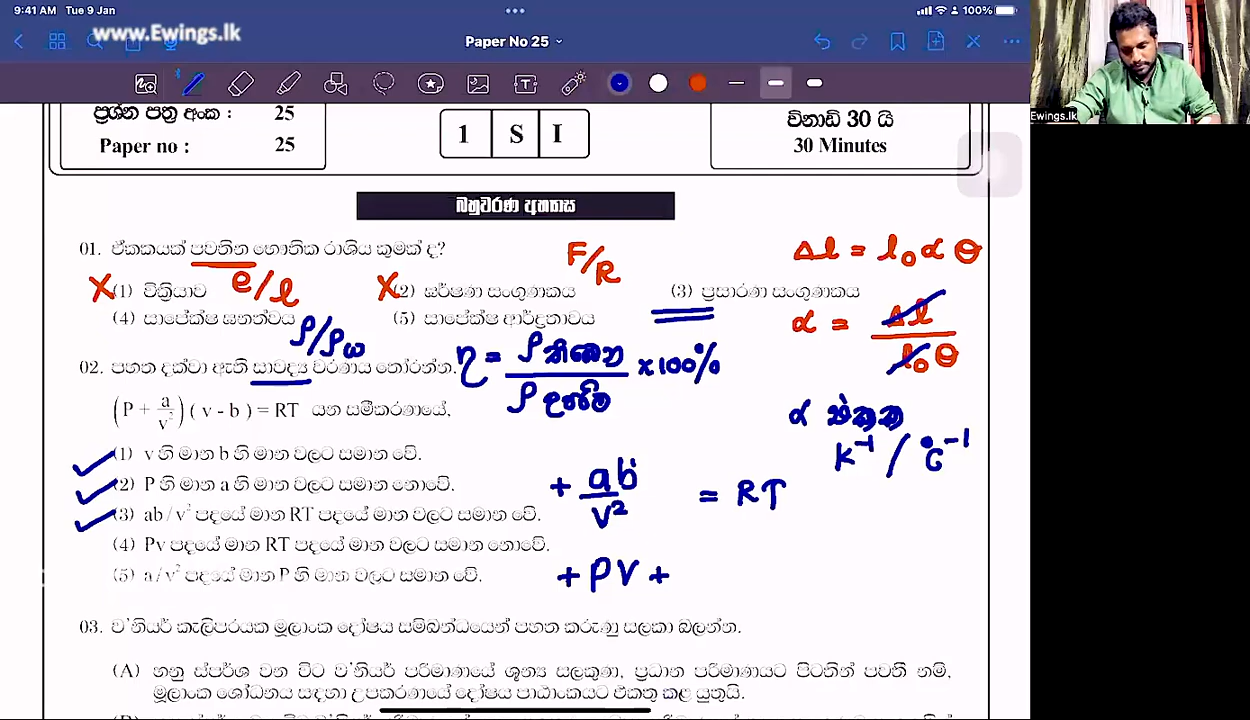 9:41 AM Tue 9 Jan
100%
www.Ewings.lk
Paper No 25
Ewings.lk
ප්‍රශ්න පත්‍ර අංක : 25
Paper no : 25
1 S I
විනාඩි 30 යි
30 Minutes
බහුවරණ අභ්‍යාස
01. ඒකකයක් පවතින භෞතික රාශිය කුමක් ද?
F/R
Δl = l₀ α θ
X (1) වික්‍රියාව e/l X (2) ඝර්ෂණ සංගුණකය (3) ප්‍රසාරණ සංගුණකය
(4) සාපේක්ෂ ඝනත්වය ρ/ρω (5) සාපේක්ෂ ආර්ද්‍රතාවය
α = Δl / l₀θ
02. පහත දක්වා ඇති සාවද්‍ය වරණය තෝරන්න.
η = ρ තිබෙන / ρ උපරිම x 100%
(P + a/v²) ( v - b ) = RT යන සමීකරණයේ,
α ඒකක
K⁻¹ / °C⁻¹
(1) v හි මාන b හි මාන වලට සමාන වේ.
(2) P හි මාන a හි මාන වලට සමාන නොවේ.
(3) ab / v² පදයේ මාන RT පදයේ මාන වලට සමාන වේ.
+ ab/v² = RT
(4) Pv පදයේ මාන RT පදයේ මාන වලට සමාන නොවේ.
(5) a / v² පදයේ මාන P හි මාන වලට සමාන වේ.
+ PV +
03. ව'නියර් කැලිපරයක මූලාංක දෝෂය සම්බන්ධයෙන් පහත කරුණු සලකා බලන්න.
(A) හනු ස්පර්ශ වන විට ව'නියර් පරිමාණයේ ශූන්‍ය සලකුණ, ප්‍රධාන පරිමාණයට පිටතින් පවතී නම්,
මූලාංක ශෝධනය සඳහා උපකරණයේ දෝෂය පාඨාංකයට එකතු කළ යුතුයි.